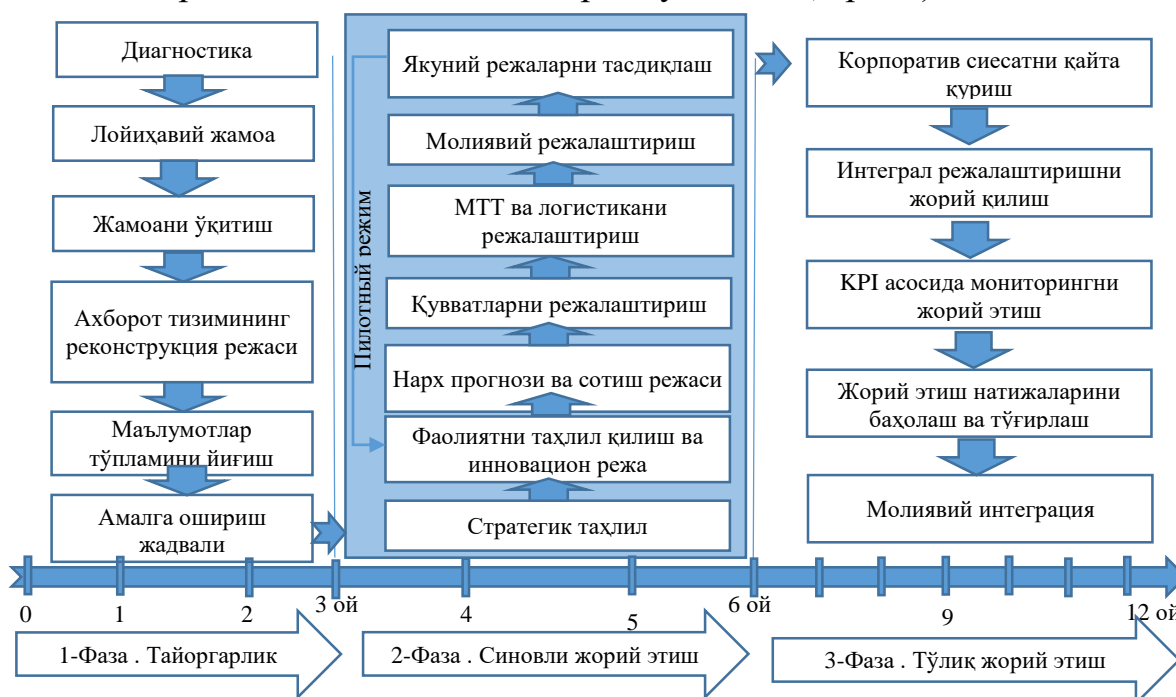 Диагностика
Лойиҳавий жамоа
Жамоани ўқитиш
Ахборот тизимининг
реконструкция режаси
Маълумотлар
тўпламини йиғиш
Амалга ошириш
жадвали
Пилотный режим
Якуний режаларни тасдиқлаш
Молиявий режалаштириш
МТТ ва логистикани
режалаштириш
Қувватларни режалаштириш
Нарх прогнози ва сотиш режаси
Фаолиятни таҳлил қилиш ва
инновацион режа
Стратегик таҳлил
Корпоратив сиесатни қайта
қуриш
Интеграл режалаштиришни
жорий қилиш
KPI асосида мониторингни
жорий этиш
Жорий этиш натижаларини
баҳолаш ва тўғирлаш
Молиявий интеграция
0
1
2
3 ой
4
5
6 ой
9
12 ой
1-Фаза . Тайоргарлик
2-Фаза . Синовли жорий этиш
3-Фаза . Тўлиқ жорий этиш